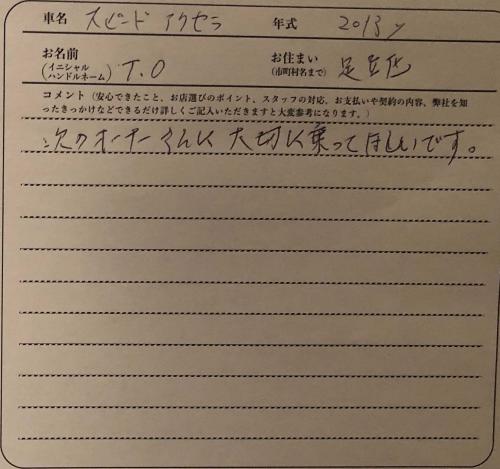 車名 スピード アクセラ 年式 2013y
お名前 (イニシャル ハンドルネーム) T.O お住まい (市町村名まで) 足立区
コメント（安心できたこと、お店選びのポイント、スタッフの対応、お支払いや契約の内容、弊社を知
ったきっかけなどできるだけ詳しくご記入いただきますと大変参考になります。）
次のオーナーさんに大切に乗ってほしいです。